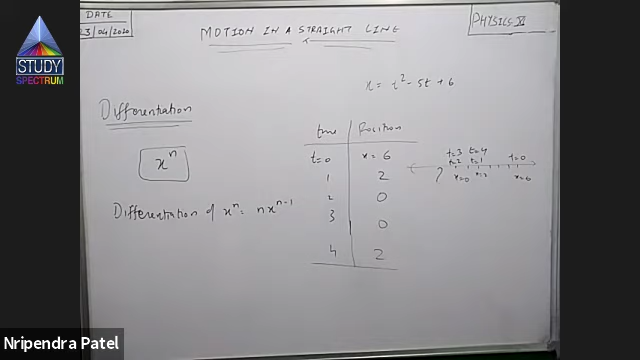 DATE
3/04/2020
STUDY
SPECTRUM
MOTION IN A STRAIGHT LINE
PHYSICS XI
x = t² - 5t + 6
Differentiation
xⁿ
Differentiation of xⁿ = nxⁿ⁻¹
time Position
t=0 x = 6
1 2
2 0
3 0
4 2
t=3 t=4
t=2 t=1 t=0
x=0 x=2 x=6
Nripendra Patel